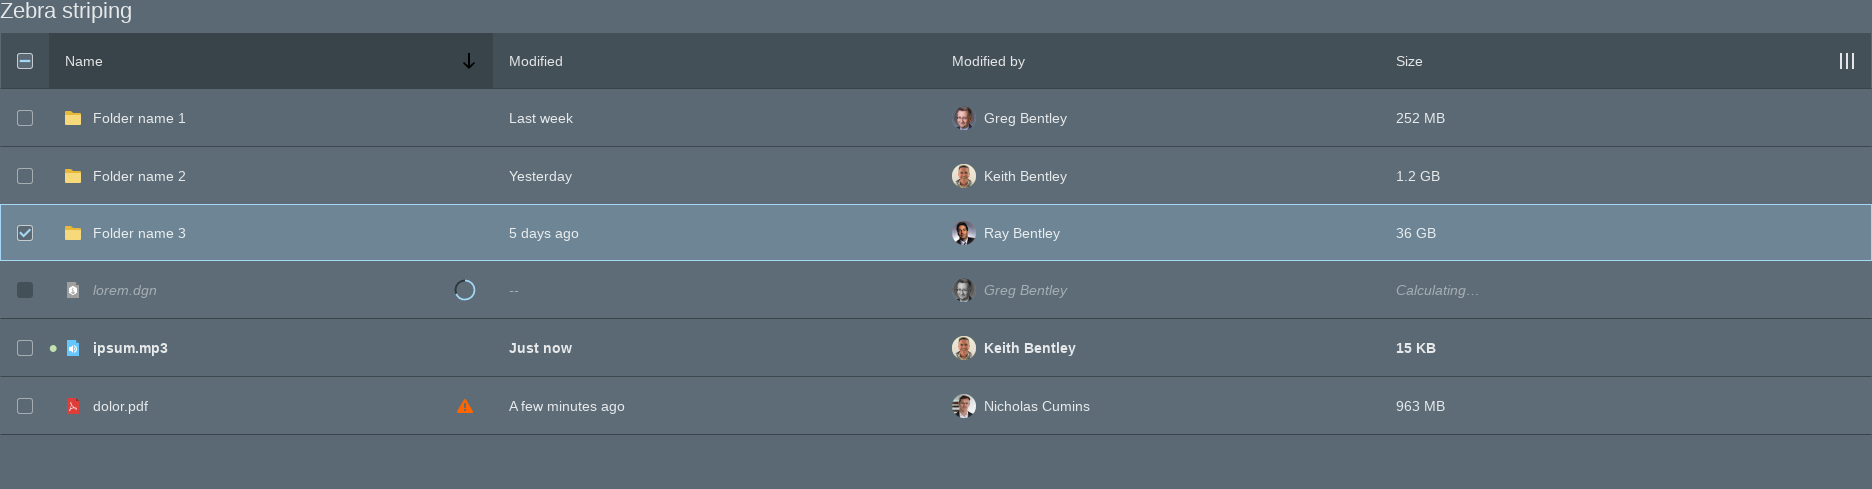 Zebra striping
Name Modified Modified by Size
Folder name 1 Last week Greg Bentley 252 MB
Folder name 2 Yesterday Keith Bentley 1.2 GB
Folder name 3 5 days ago Ray Bentley 36 GB
lorem.dgn -- Greg Bentley Calculating…
ipsum.mp3 Just now Keith Bentley 15 KB
dolor.pdf A few minutes ago Nicholas Cumins 963 MB